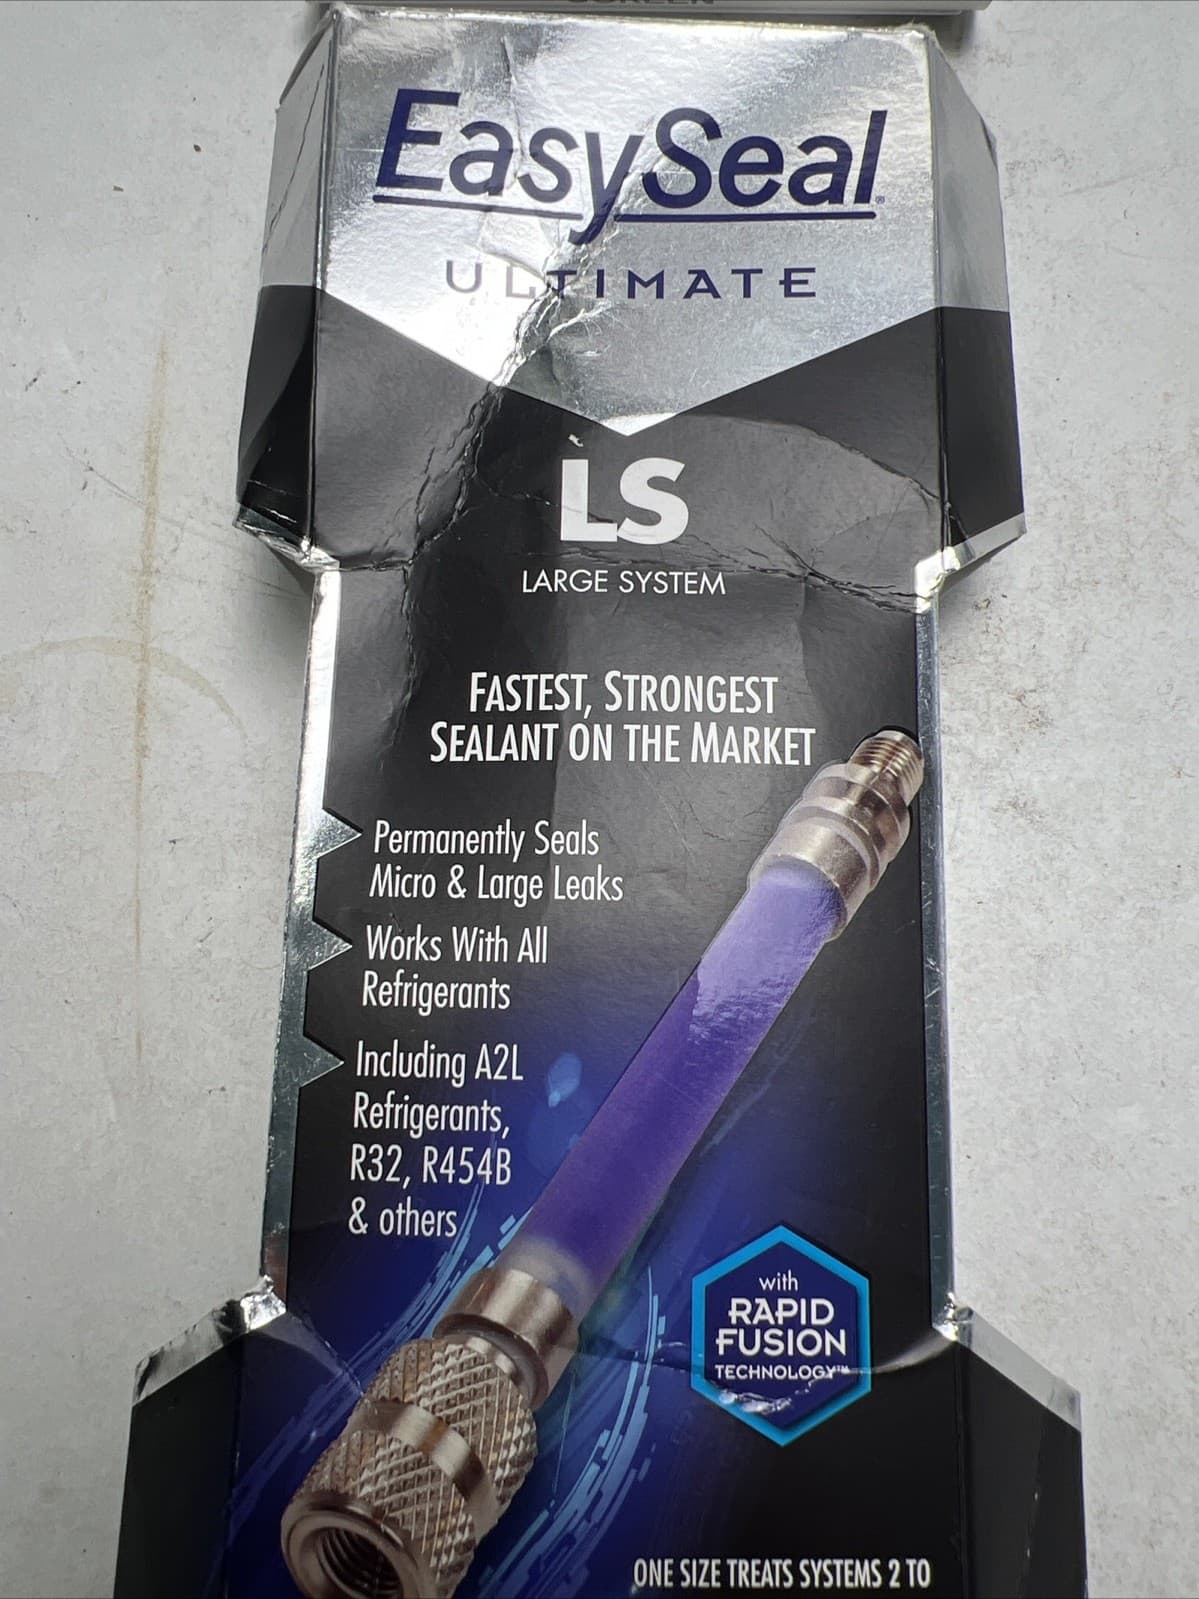 EasySeal®
ULTIMATE
LS
LARGE SYSTEM
FASTEST, STRONGEST
SEALANT ON THE MARKET
Permanently Seals
Micro & Large Leaks
Works With All
Refrigerants
Including A2L
Refrigerants,
R32, R454B
& others
with
RAPID
FUSION
TECHNOLOGY™
ONE SIZE TREATS SYSTEMS 2 TO